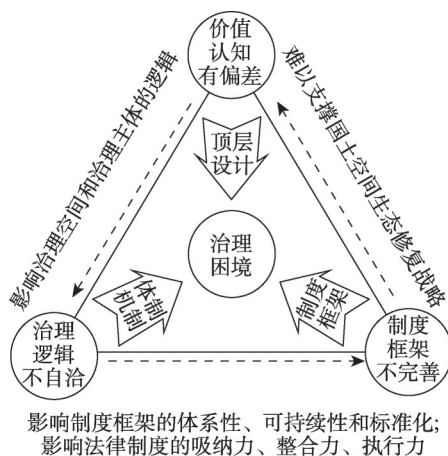 价值
认知
有偏差
影响治理空间和治理主体的逻辑
难以支撑国土空间生态修复战略
顶层
设计
治理
困境
体制
机制
制度
框架
治理
逻辑
不自洽
制度
框架
不完善
影响制度框架的体系性、可持续性和标准化;
影响法律制度的吸纳力、整合力、执行力